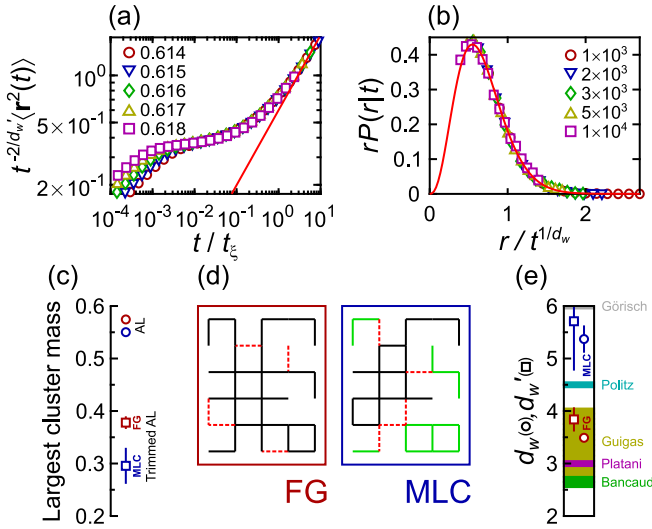 (a)
t^{-2/d_w'}⟨r²(t)⟩
10⁰
5×10⁻¹
2×10⁻¹
0.614
0.615
0.616
0.617
0.618
10⁻⁴ 10⁻³ 10⁻² 10⁻¹ 10⁰ 10¹
t / t_ξ
(b)
rP(r|t)
0.4
0.3
0.2
0.1
0
1×10³
2×10³
3×10³
5×10³
1×10⁴
0 1 2
r / t^{1/d_w}
(c)
Largest cluster mass
0.6
0.5
0.4
0.3
0.2
AL
FG
MLC
Trimmed AL
(d)
FG
MLC
(e)
d_w(○), d_w'(□)
6
5
4
3
2
MLC
FG
Görisch
Politz
Guigas
Platani
Bancaud